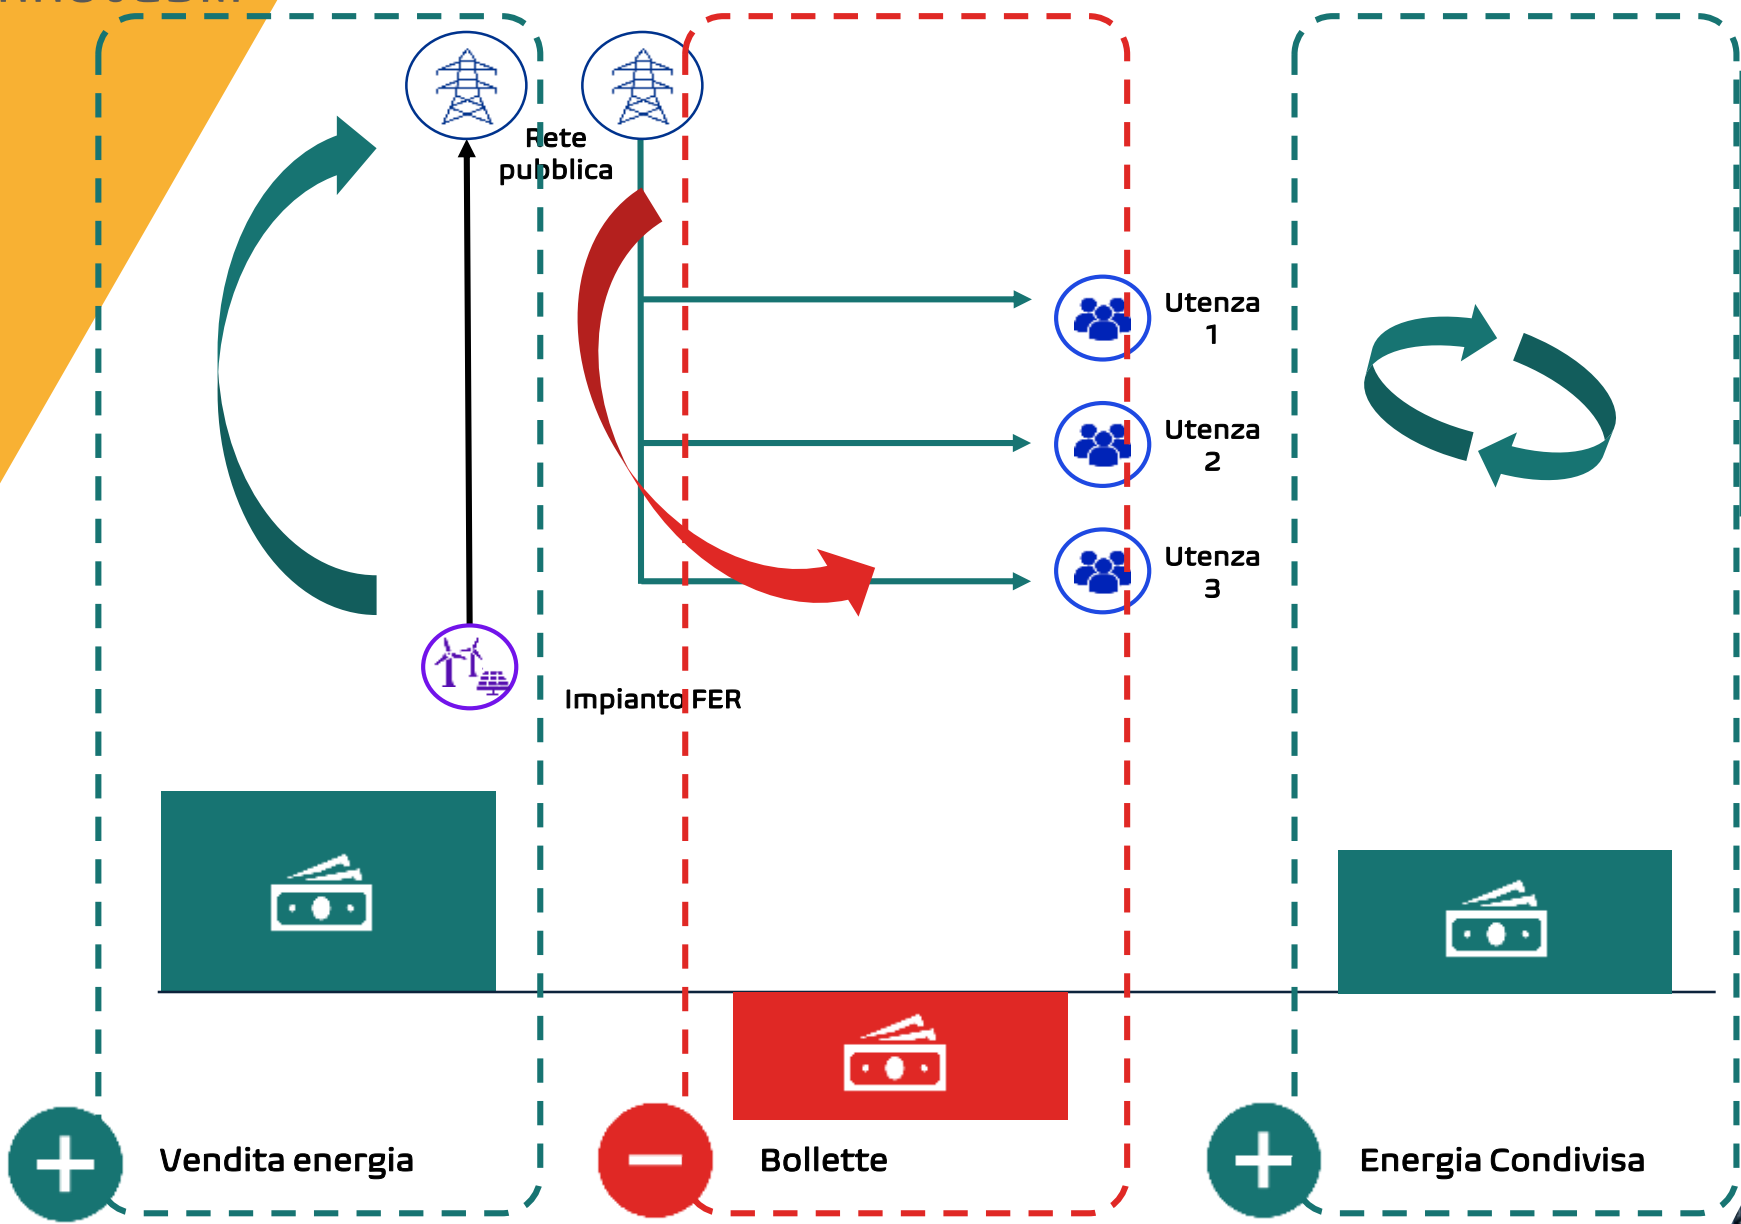 Rete
pubblica
Utenza
1
Utenza
2
Utenza
3
Impianto FER
Vendita energia
Bollette
Energia Condivisa